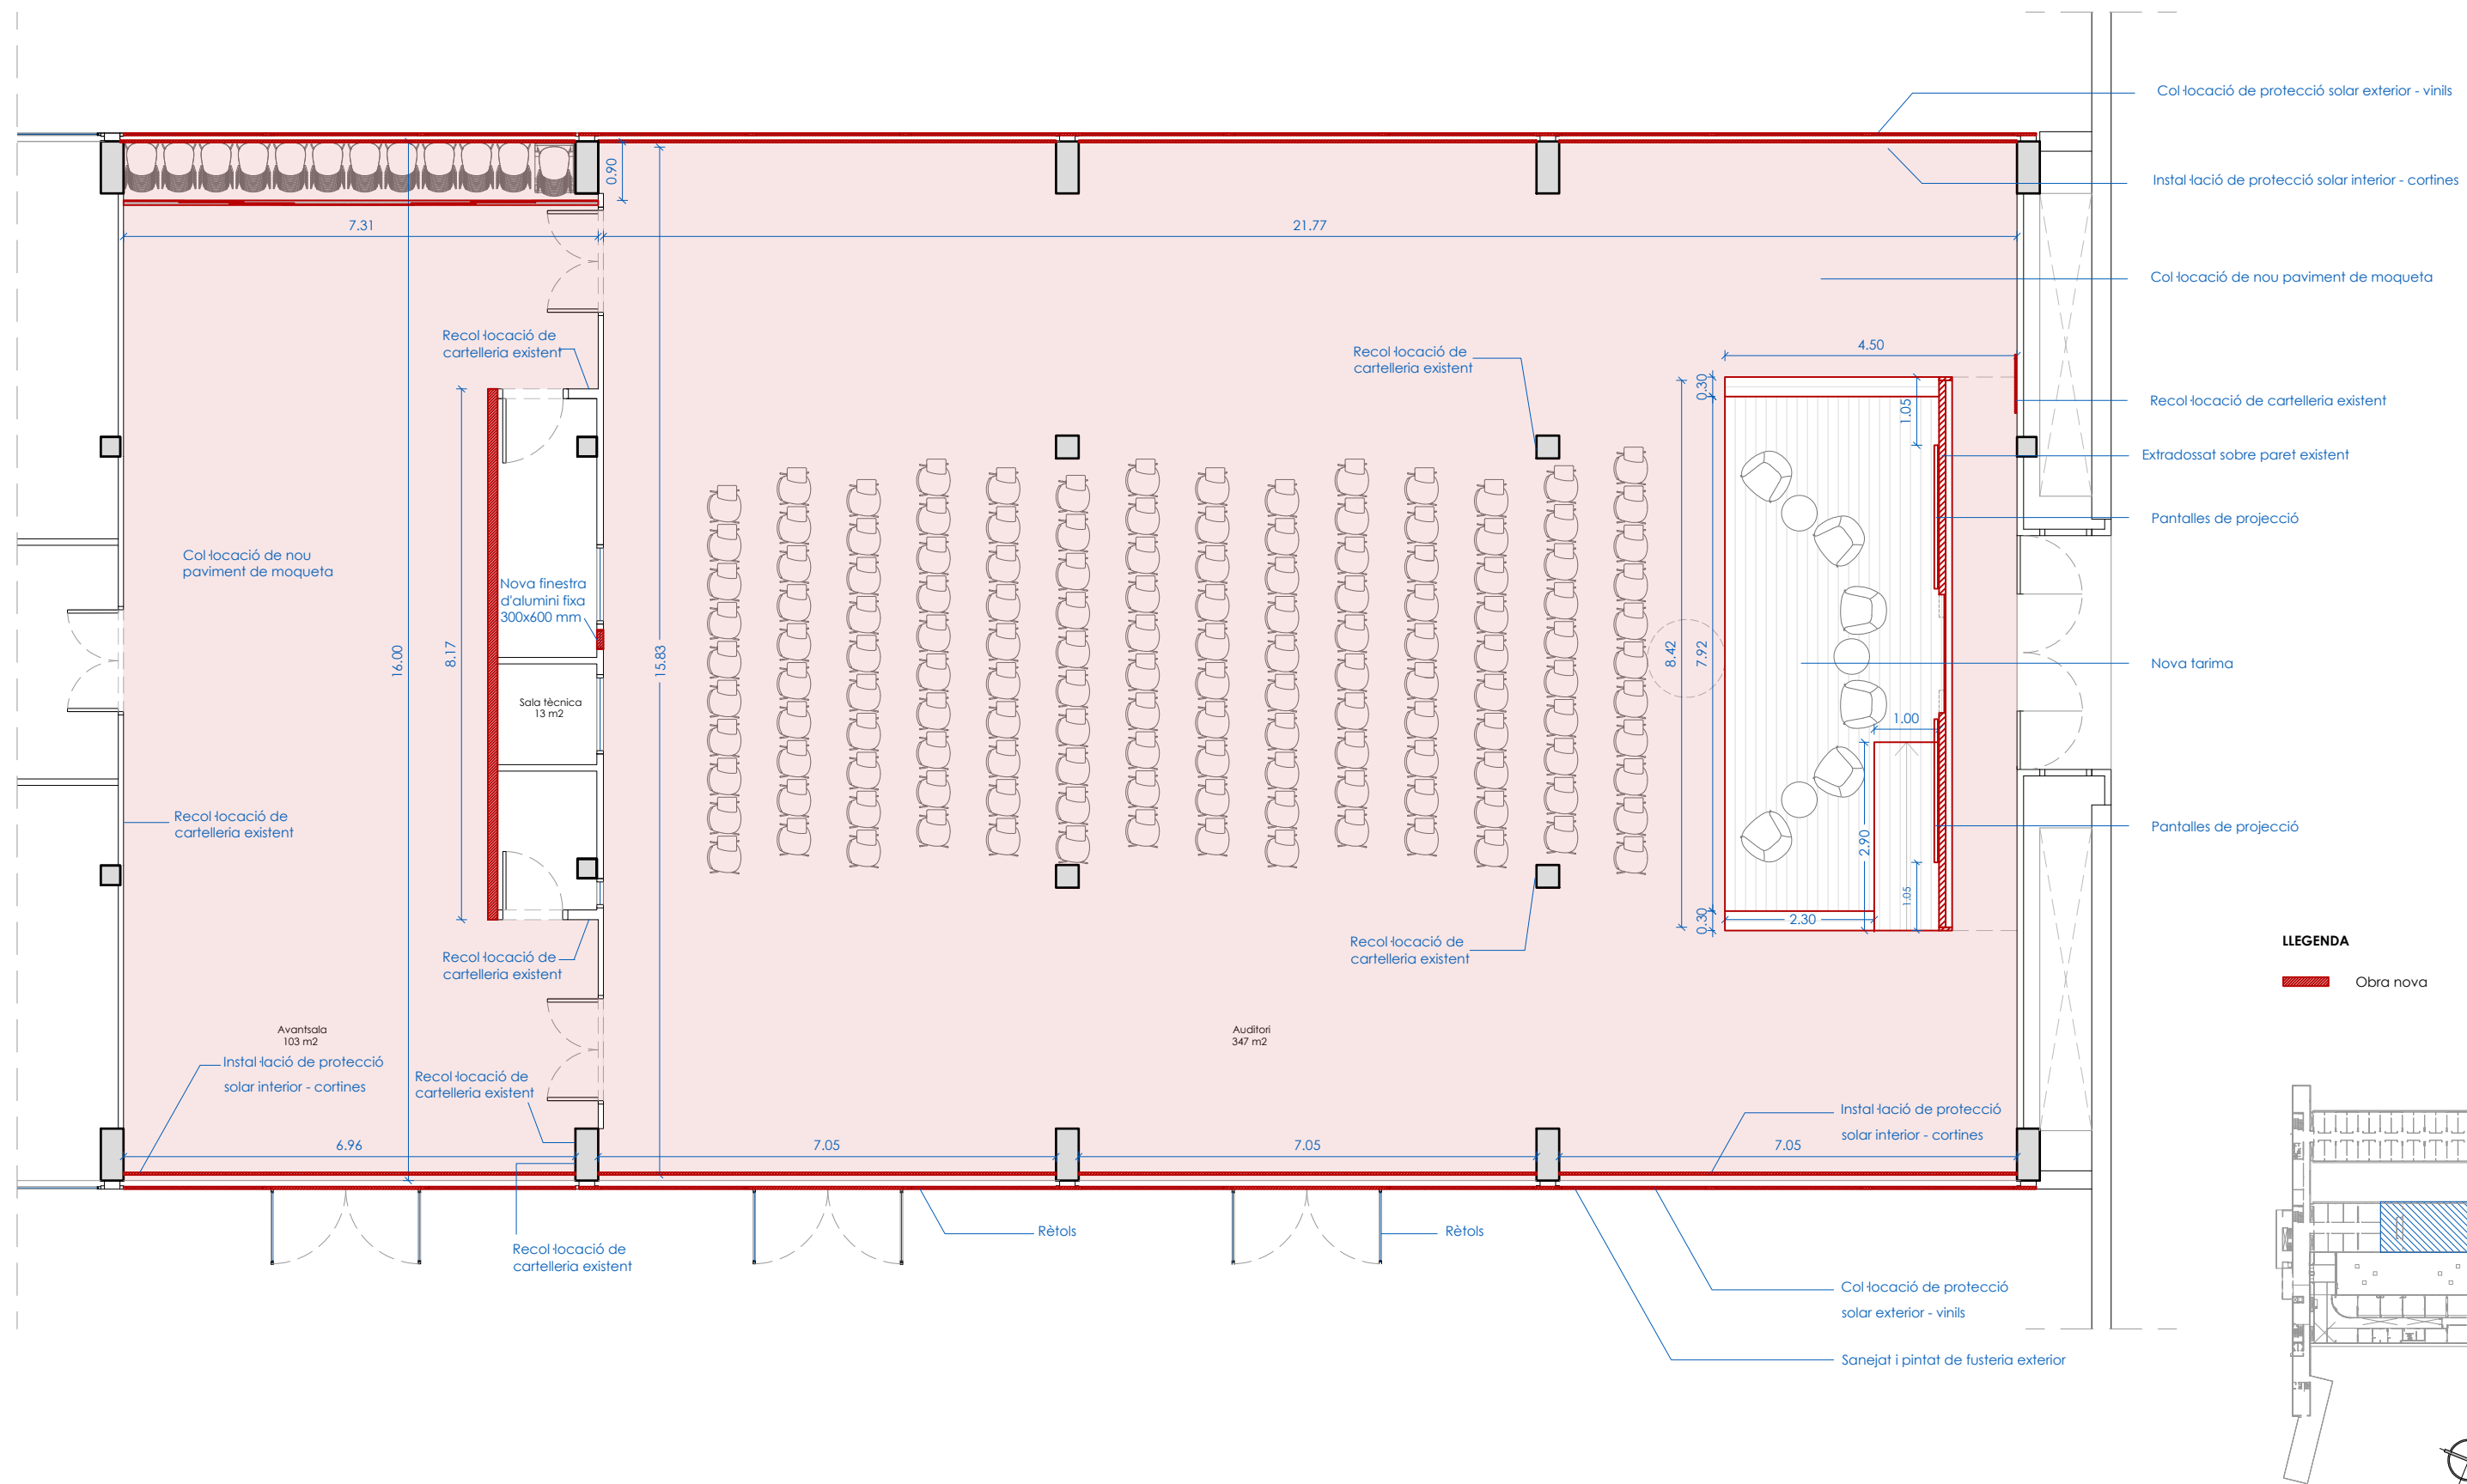 Col·locació de protecció solar exterior - vinils
Instal·lació de protecció solar interior - cortines
0.90
7.31
21.77
Col·locació de nou paviment de moqueta
Recol·locació de
cartelleria existent
Recol·locació de
cartelleria existent
4.50
0.30
1.05
Recol·locació de cartelleria existent
Extradossat sobre paret existent
Pantalles de projecció
Col·locació de nou
paviment de moqueta
Nova finestra
d'alumini fixa
300x600 mm
16.00
8.17
15.83
8.42
7.92
Nova tarima
Sala tècnica
13 m2
1.00
Recol·locació de
cartelleria existent
Pantalles de projecció
2.90
1.05
0.30
2.30
Recol·locació de
cartelleria existent
Recol·locació de
cartelleria existent
LLEGENDA
Obra nova
Avantsala
103 m2
Auditori
347 m2
Instal·lació de protecció
solar interior - cortines
Recol·locació de
cartelleria existent
Instal·lació de protecció
solar interior - cortines
6.96
7.05
7.05
7.05
Rètols
Rètols
Recol·locació de
cartelleria existent
Col·locació de protecció
solar exterior - vinils
Sanejat i pintat de fusteria exterior